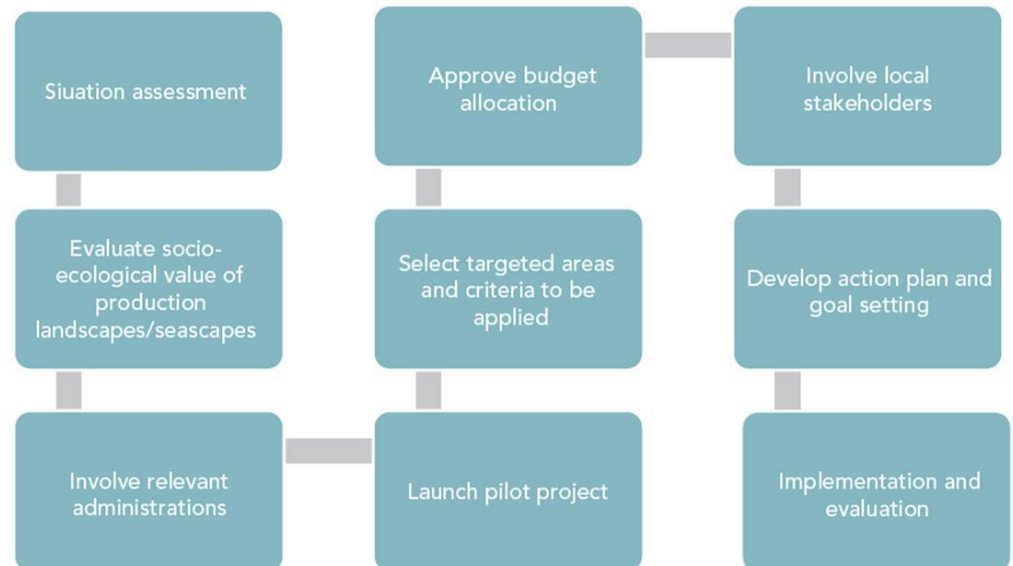 Siuation assessment
Evaluate socio-
ecological value of
production
landscapes/seascapes
Involve relevant
administrations
Launch pilot project
Select targeted areas
and criteria to be
applied
Approve budget
allocation
Involve local
stakeholders
Develop action plan and
goal setting
Implementation and
evaluation